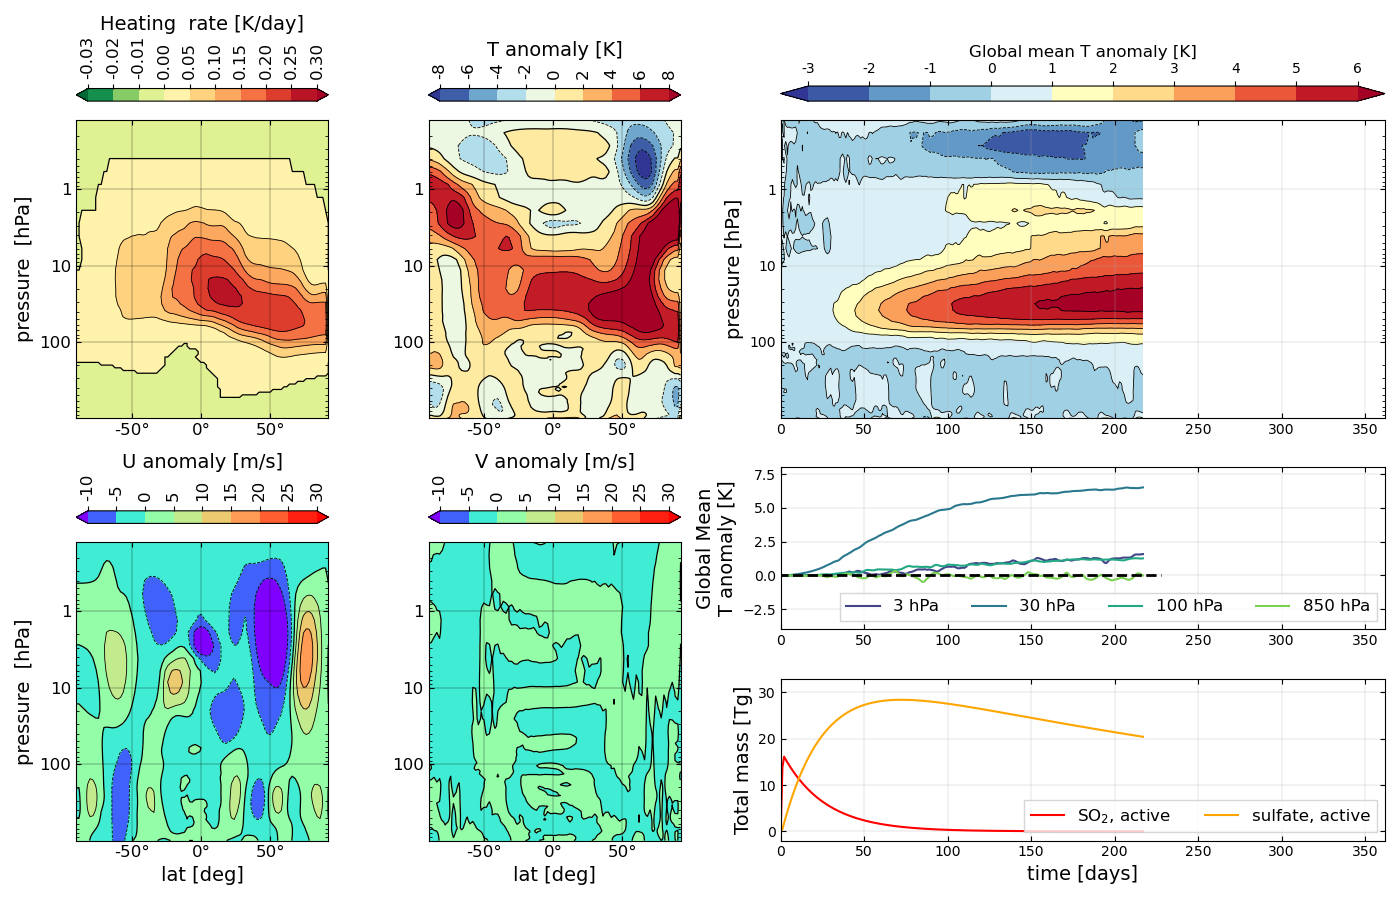 Heating  rate [K/day]
-0.03 -0.02 -0.01 0.00 0.05 0.10 0.15 0.20 0.25 0.30
pressure  [hPa]
1
10
100
-50° 0° 50°
T anomaly [K]
-8 -6 -4 -2 0 2 4 6 8
1
10
100
-50° 0° 50°
Global mean T anomaly [K]
-3 -2 -1 0 1 2 3 4 5 6
pressure [hPa]
1
10
100
0 50 100 150 200 250 300 350
U anomaly [m/s]
-10 -5 0 5 10 15 20 25 30
pressure  [hPa]
1
10
100
-50° 0° 50°
lat [deg]
V anomaly [m/s]
-10 -5 0 5 10 15 20 25 30
1
10
100
-50° 0° 50°
lat [deg]
Global Mean
T anomaly [K]
7.5
5.0
2.5
0.0
−2.5
3 hPa 30 hPa 100 hPa 850 hPa
Total mass [Tg]
30
20
10
0
SO₂, active sulfate, active
0 50 100 150 200 250 300 350
time [days]